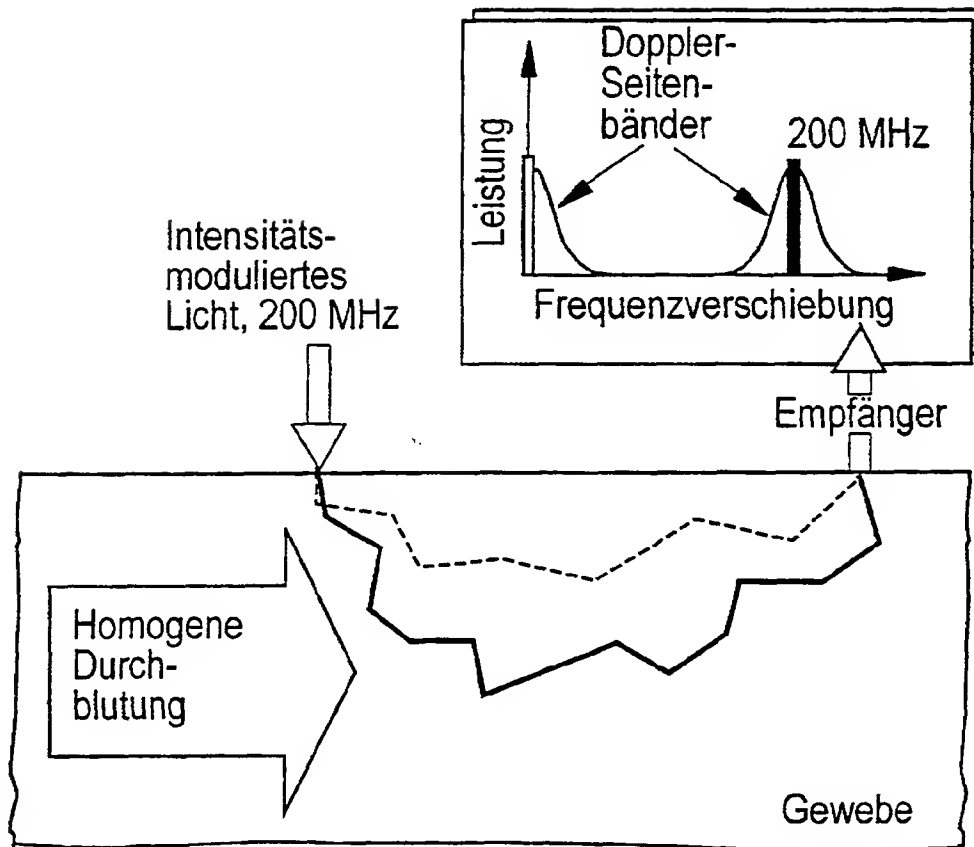 Doppler-
Seiten-
bänder
200 MHz
Leistung
Frequenzverschiebung
Intensitäts-
moduliertes
Licht, 200 MHz
Empfänger
Homogene
Durch-
blutung
Gewebe